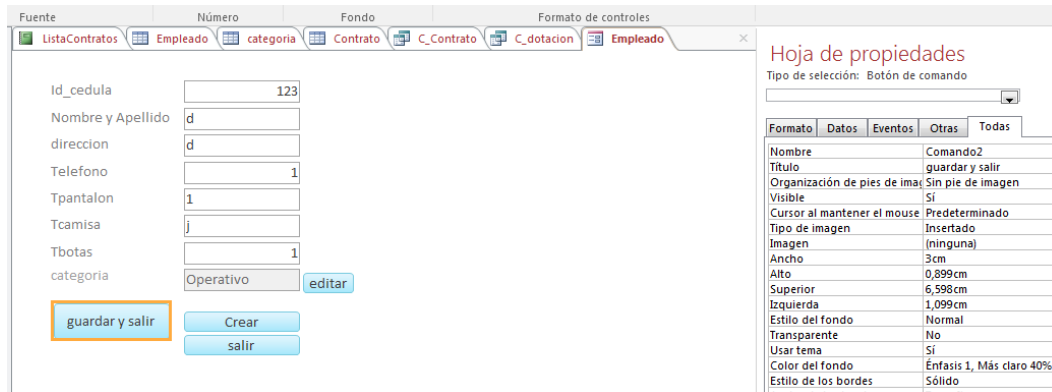 Fuente Número Fondo Formato de controles
ListaContratos Empleado categoria Contrato C_Contrato C_dotacion Empleado ×
Hoja de propiedades
Tipo de selección: Botón de comando
Id_cedula 123
Nombre y Apellido d
direccion d
Telefono 1
Tpantalon 1
Tcamisa j
Tbotas 1
categoria Operativo editar
guardar y salir Crear
salir
Formato Datos Eventos Otras Todas
Nombre Comando2
Título guardar y salir
Organización de pies de imag Sin pie de imagen
Visible Sí
Cursor al mantener el mouse Predeterminado
Tipo de imagen Insertado
Imagen (ninguna)
Ancho 3cm
Alto 0,899cm
Superior 6,598cm
Izquierda 1,099cm
Estilo del fondo Normal
Transparente No
Usar tema Sí
Color del fondo Énfasis 1, Más claro 40%
Estilo de los bordes Sólido